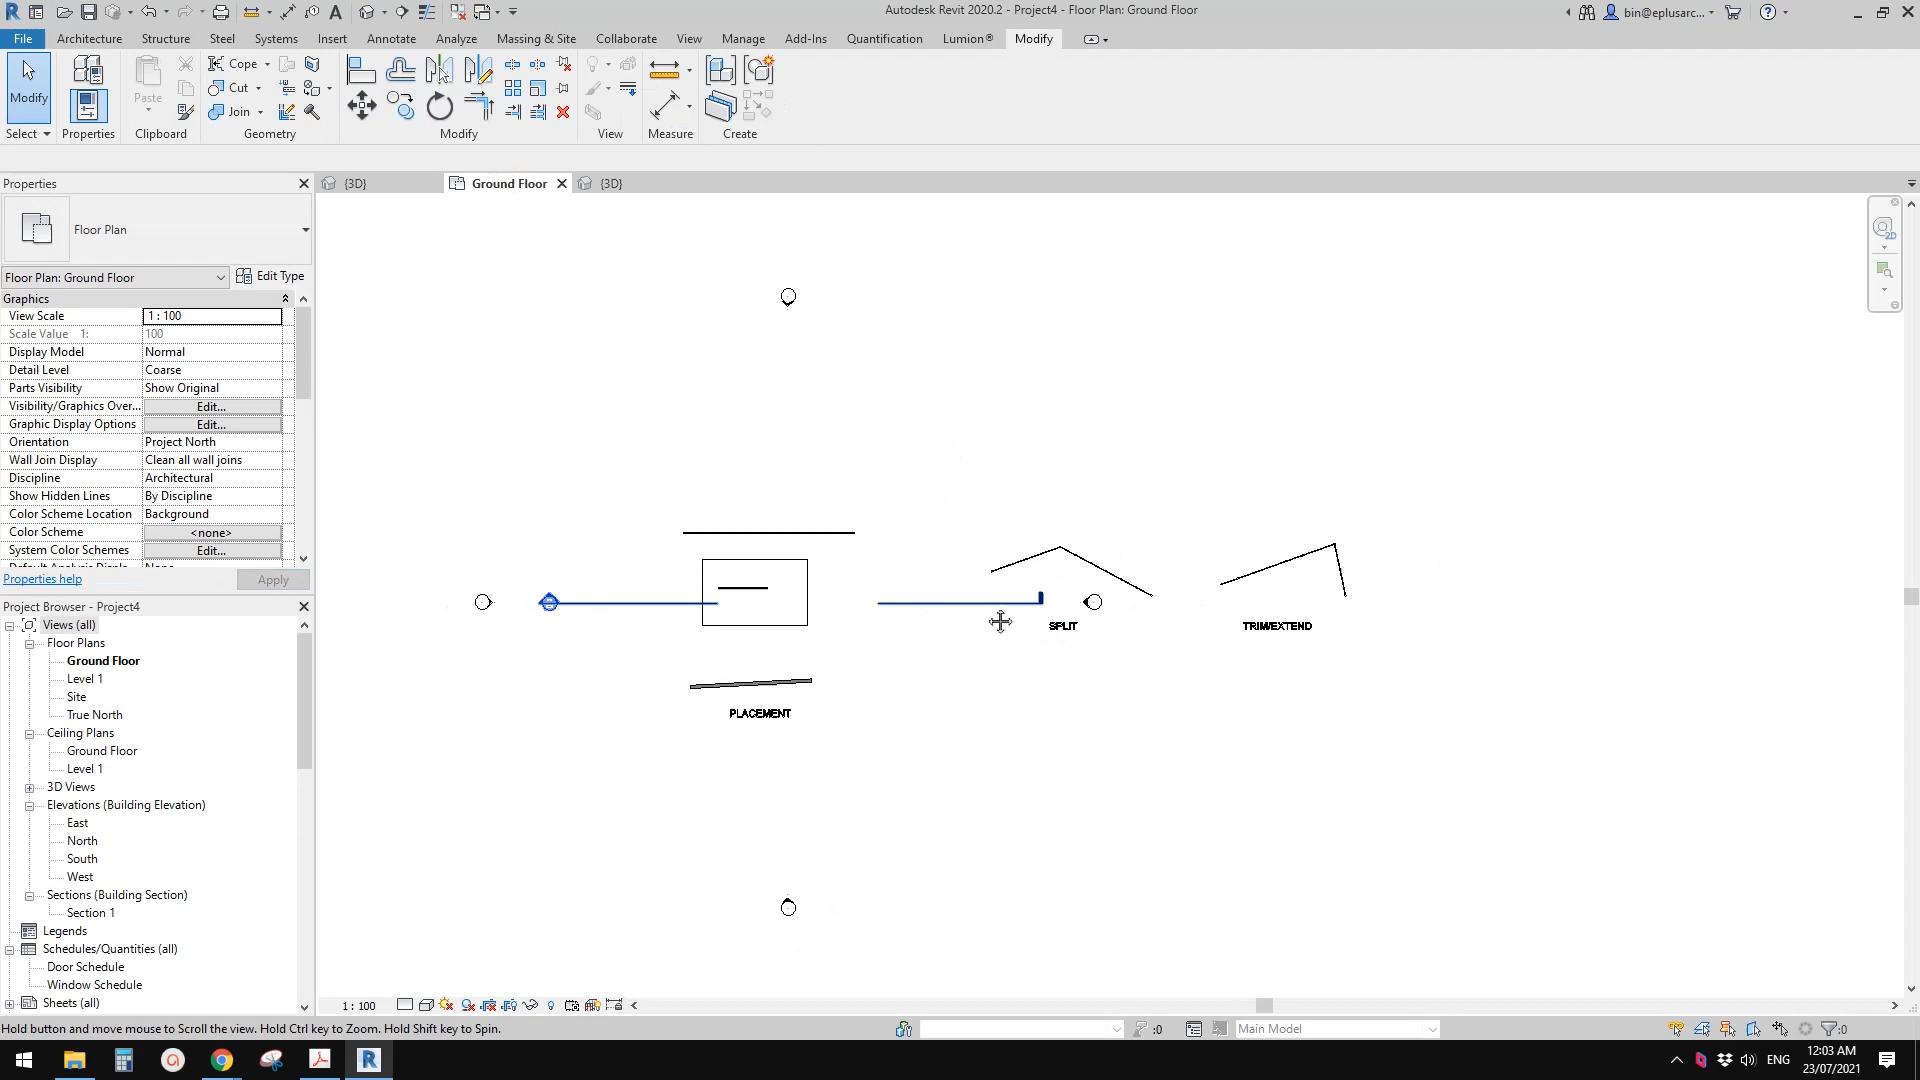 Autodesk Revit 2020.2 - Project4 - Floor Plan: Ground Floor
bin@eplusarc...
File Architecture Structure Steel Systems Insert Annotate Analyze Massing & Site Collaborate View Manage Add-Ins Quantification Lumion® Modify
Modify
Paste
Cope
Cut
Join
Select Properties Clipboard Geometry Modify View Measure Create
Properties
{3D} Ground Floor {3D}
Floor Plan
Floor Plan: Ground Floor Edit Type
Graphics
View Scale 1 : 100
Scale Value 1: 100
Display Model Normal
Detail Level Coarse
Parts Visibility Show Original
Visibility/Graphics Over... Edit...
Graphic Display Options Edit...
Orientation Project North
Wall Join Display Clean all wall joins
Discipline Architectural
Show Hidden Lines By Discipline
Color Scheme Location Background
Color Scheme <none>
System Color Schemes Edit...
Properties help Apply
Project Browser - Project4
Views (all)
Floor Plans
Ground Floor
Level 1
Site
True North
Ceiling Plans
Ground Floor
Level 1
3D Views
Elevations (Building Elevation)
East
North
South
West
Sections (Building Section)
Section 1
Legends
Schedules/Quantities (all)
Door Schedule
Window Schedule
Sheets (all)
SPLIT
TRIM/EXTEND
PLACEMENT
1 : 100
Hold button and move mouse to Scroll the view. Hold Ctrl key to Zoom. Hold Shift key to Spin.
:0
Main Model
:0
ENG
12:03 AM
23/07/2021